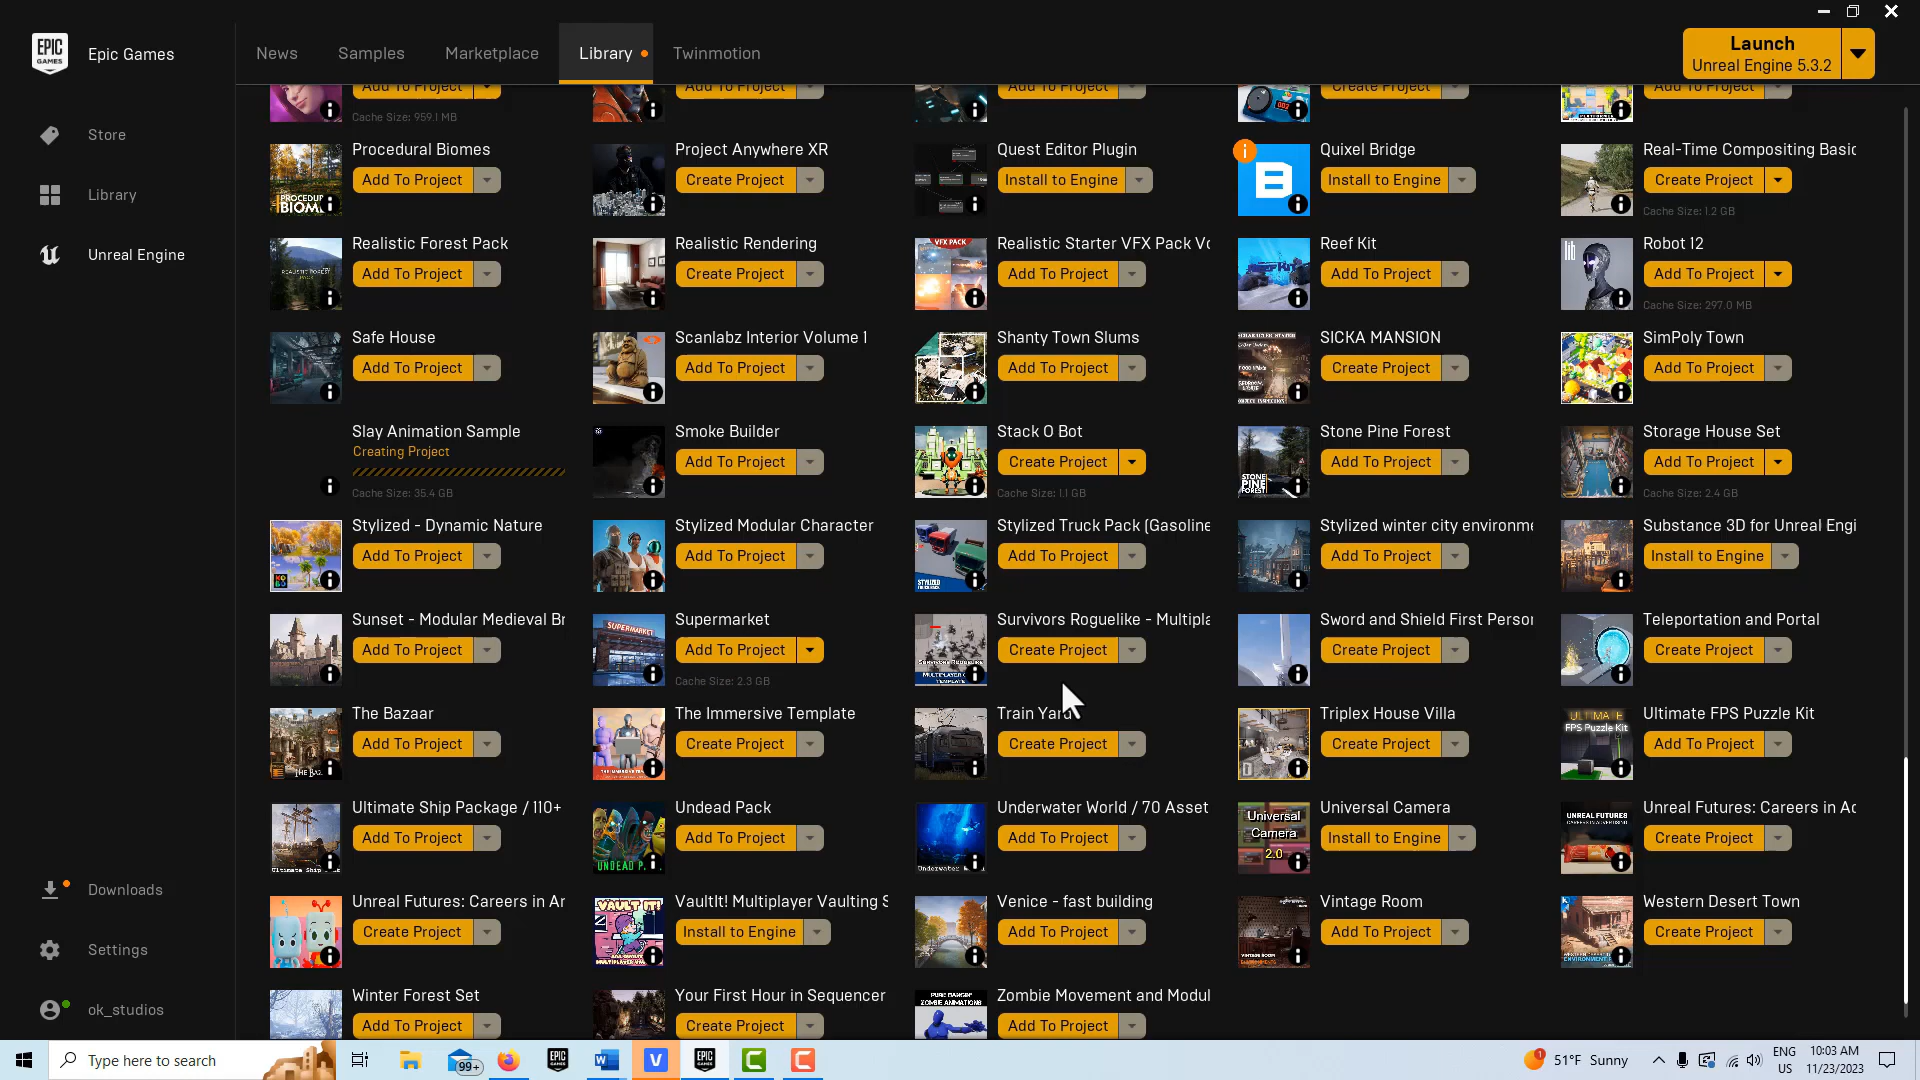 EPIC GAMES
Epic Games
News
Samples
Marketplace
Library
Twinmotion
Launch
Unreal Engine 5.3.2
Store
Library
Unreal Engine
Downloads
Settings
ok_studios
Add To Project
Add To Project
Add To Project
Create Project
Add To Project
Cache Size: 959.1 MB
Procedural Biomes
Project Anywhere XR
Quest Editor Plugin
Quixel Bridge
Real-Time Compositing Basic
Add To Project
Create Project
Install to Engine
Install to Engine
Create Project
Cache Size: 1.2 GB
Realistic Forest Pack
Realistic Rendering
Realistic Starter VFX Pack Vo
Reef Kit
Robot 12
Add To Project
Create Project
Add To Project
Add To Project
Add To Project
Cache Size: 297.0 MB
Safe House
Scanlabz Interior Volume 1
Shanty Town Slums
SICKA MANSION
SimPoly Town
Add To Project
Add To Project
Add To Project
Create Project
Add To Project
Slay Animation Sample
Smoke Builder
Stack O Bot
Stone Pine Forest
Storage House Set
Creating Project
Add To Project
Create Project
Add To Project
Add To Project
Cache Size: 35.4 GB
Cache Size: 1.1 GB
Cache Size: 2.4 GB
Stylized - Dynamic Nature
Stylized Modular Character
Stylized Truck Pack (Gasoline
Stylized winter city environme
Substance 3D for Unreal Engi
Add To Project
Add To Project
Add To Project
Add To Project
Install to Engine
Sunset - Modular Medieval Br
Supermarket
Survivors Roguelike - Multipla
Sword and Shield First Person
Teleportation and Portal
Add To Project
Add To Project
Create Project
Create Project
Create Project
Cache Size: 2.3 GB
The Bazaar
The Immersive Template
Train Yard
Triplex House Villa
Ultimate FPS Puzzle Kit
Add To Project
Create Project
Create Project
Create Project
Add To Project
Ultimate Ship Package / 110+
Undead Pack
Underwater World / 70 Asset
Universal Camera
Unreal Futures: Careers in Ac
Add To Project
Add To Project
Add To Project
Install to Engine
Create Project
Unreal Futures: Careers in Ar
VaultIt! Multiplayer Vaulting S
Venice - fast building
Vintage Room
Western Desert Town
Create Project
Install to Engine
Add To Project
Add To Project
Create Project
Winter Forest Set
Your First Hour in Sequencer
Zombie Movement and Modul
Add To Project
Create Project
Add To Project
Type here to search
99+
51°F Sunny
ENG
US
10:03 AM
11/23/2023